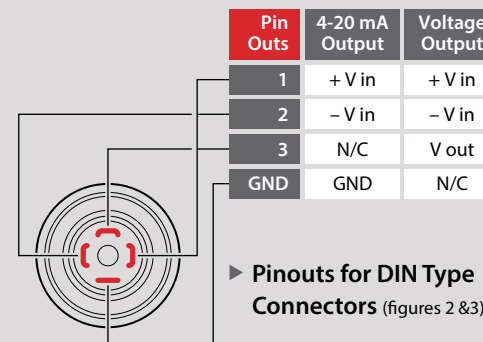 Pin Outs 4-20 mA Output Voltage Output
1 + V in + V in
2 – V in – V in
3 N/C V out
GND GND N/C
▶ Pinouts for DIN Type
Connectors (figures 2 &3)